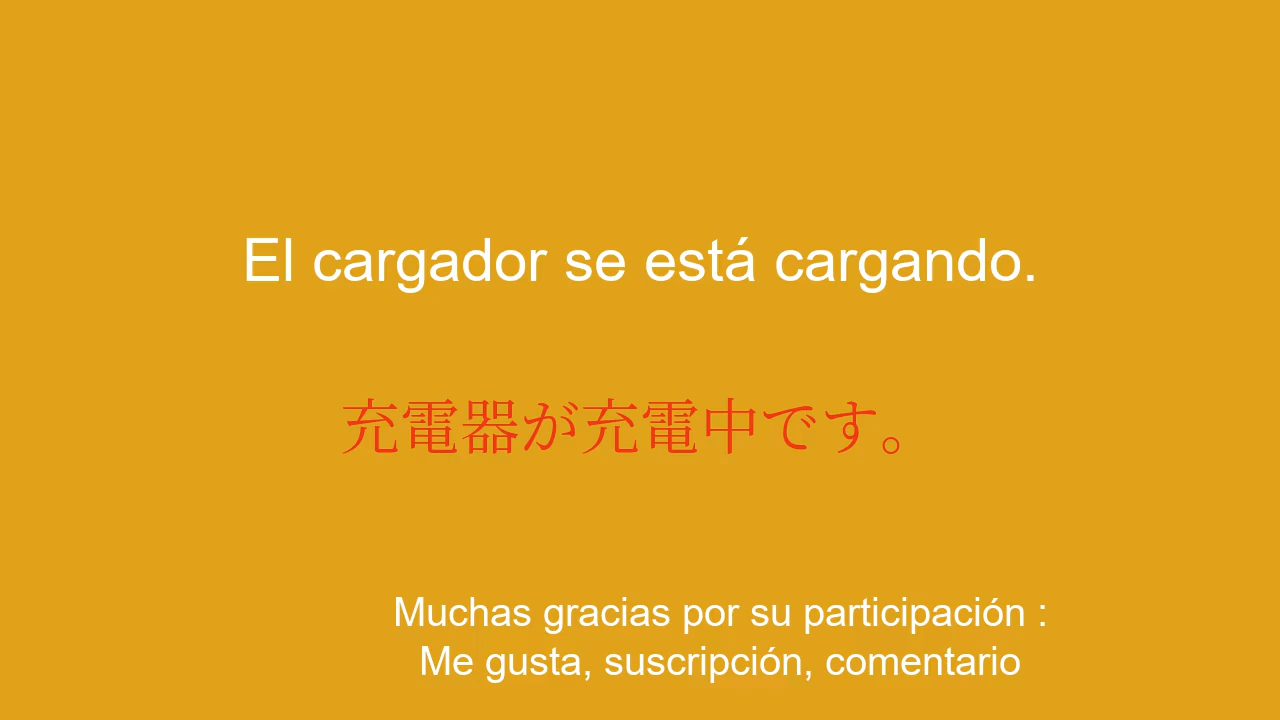 El cargador se está cargando.
充電器が充電中です。
Muchas gracias por su participación :
Me gusta, suscripción, comentario